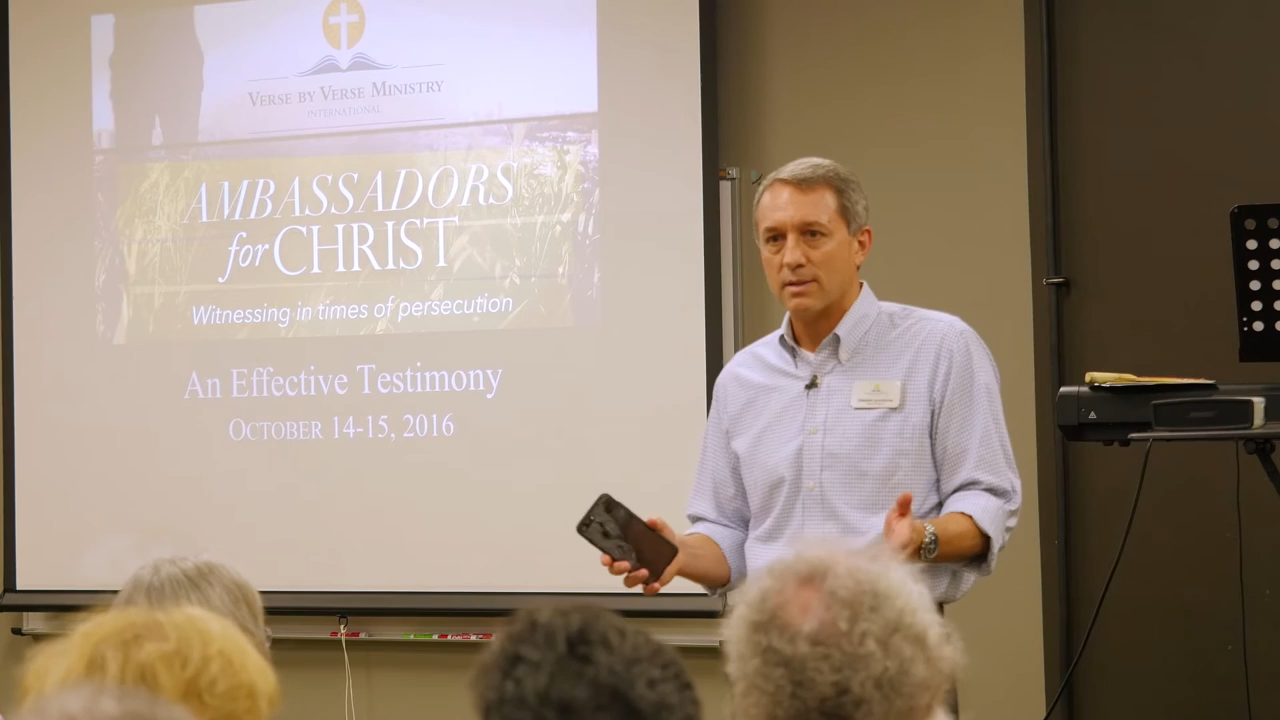 VERSE BY VERSE MINISTRY
INTERNATIONAL
AMBASSADORS
for CHRIST
Witnessing in times of persecution
An Effective Testimony
OCTOBER 14-15, 2016